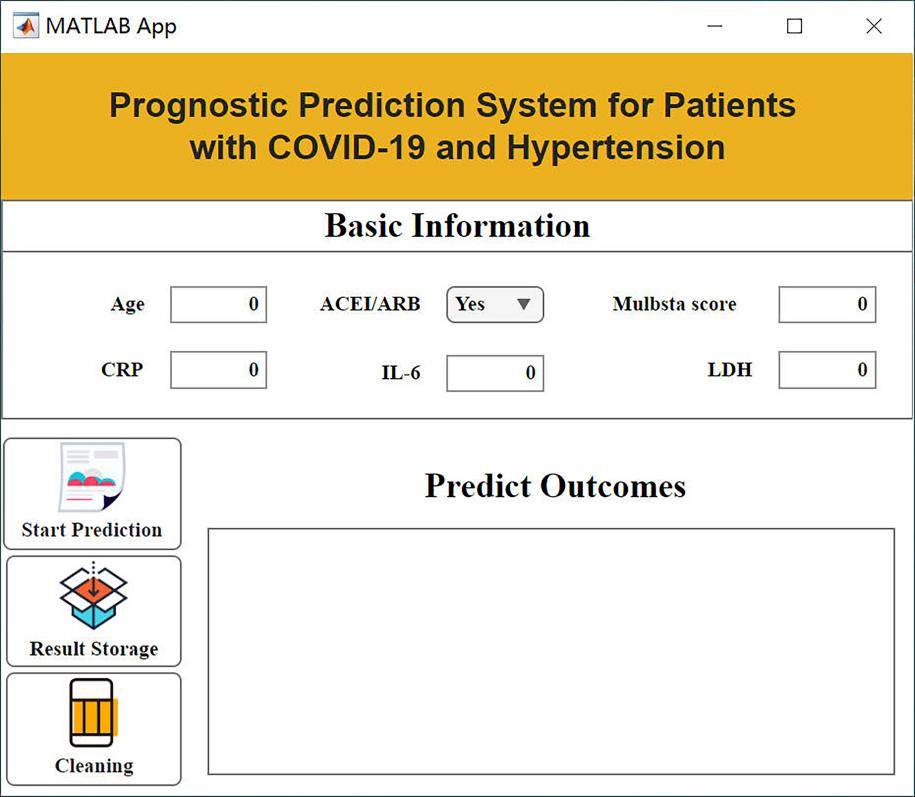 MATLAB App
Prognostic Prediction System for Patients
with COVID-19 and Hypertension
Basic Information
Age 0 ACEI/ARB Yes Mulbsta score 0
CRP 0 IL-6 0 LDH 0
Start Prediction
Predict Outcomes
Result Storage
Cleaning